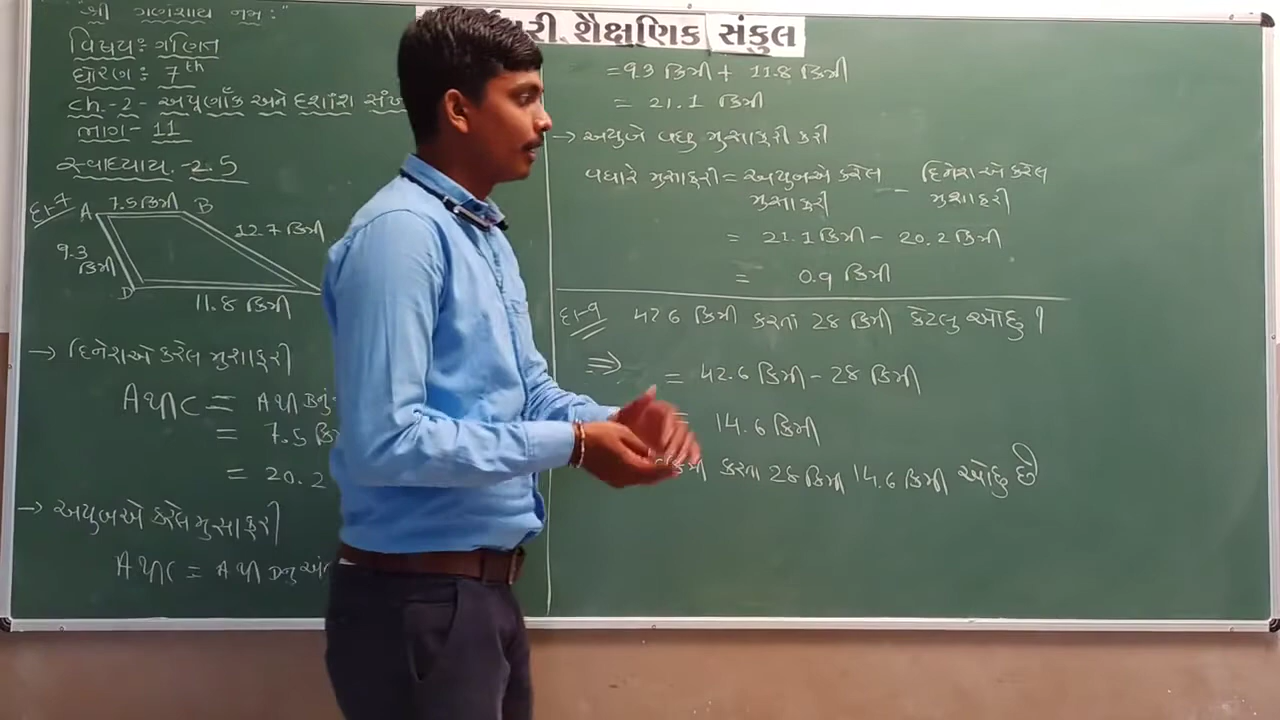 શ્રી ગણેશાય નમઃ"
રી. શૈક્ષણિક સંકુલ
વિષયઃ ગણિત
ધોરણઃ 7th
ch.-2- અપૂર્ણાંક અને દશાંશ સંખ
ભાગ- 11
સ્વાધ્યાય.-2.5
દા-7
A 7.5 કિમી B
12.7 કિમી
9.3 કિમી
D
11.8 કિમી
→ દિનેશએ કરેલ મુસાફરી
AથીC = Aથી Bનું
= 7.5 કિ
= 20.2
→ અયુબએ કરેલ મુસાફરી
AથીC = Aથી Dનું અંત
=9.3 કિમી + 11.8 કિમી
= 21.1 કિમી
→ અયુબે વધુ મુસાફરી કરી
વધારે મુસાફરી = અયુબએ કરેલ મુસાફરી - દિનેશએ કરેલ મુસાફરી
= 21.1 કિમી - 20.2 કિમી
= 0.9 કિમી
દા-9 42.6 કિમી કરતાં 28 કિમી કેટલુ ઓછુ ?
⇒ = 42.6 કિમી - 28 કિમી
= 14.6 કિમી
કિમી કરતા 28 કિમી 14.6 કિમી ઓછુ છે